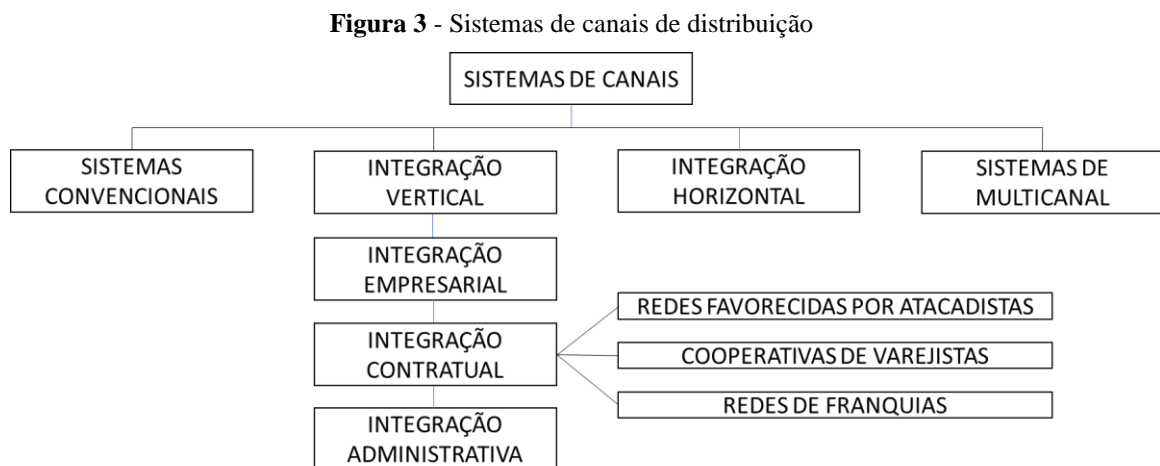 Figura 3 - Sistemas de canais de distribuição
SISTEMAS DE CANAIS
SISTEMAS
CONVENCIONAIS
INTEGRAÇÃO
VERTICAL
INTEGRAÇÃO
HORIZONTAL
SISTEMAS DE
MULTICANAL
INTEGRAÇÃO
EMPRESARIAL
INTEGRAÇÃO
CONTRATUAL
REDES FAVORECIDAS POR ATACADISTAS
COOPERATIVAS DE VAREJISTAS
REDES DE FRANQUIAS
INTEGRAÇÃO
ADMINISTRATIVA